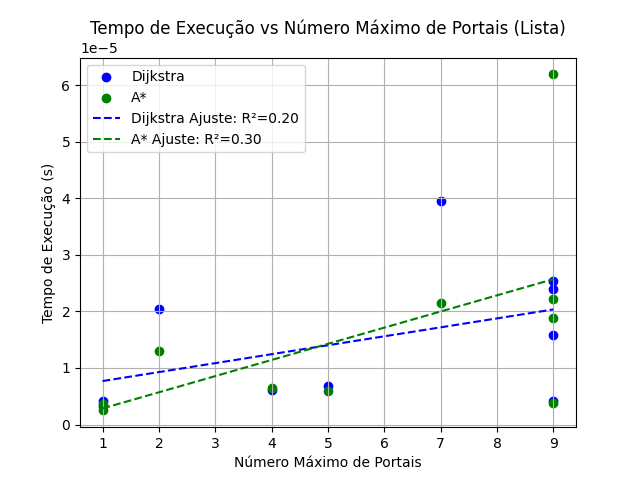 Tempo de Execução vs Número Máximo de Portais (Lista)
1e−5
Dijkstra
A*
Dijkstra Ajuste: R²=0.20
A* Ajuste: R²=0.30
Tempo de Execução (s)
6
5
4
3
2
1
0
1 2 3 4 5 6 7 8 9
Número Máximo de Portais